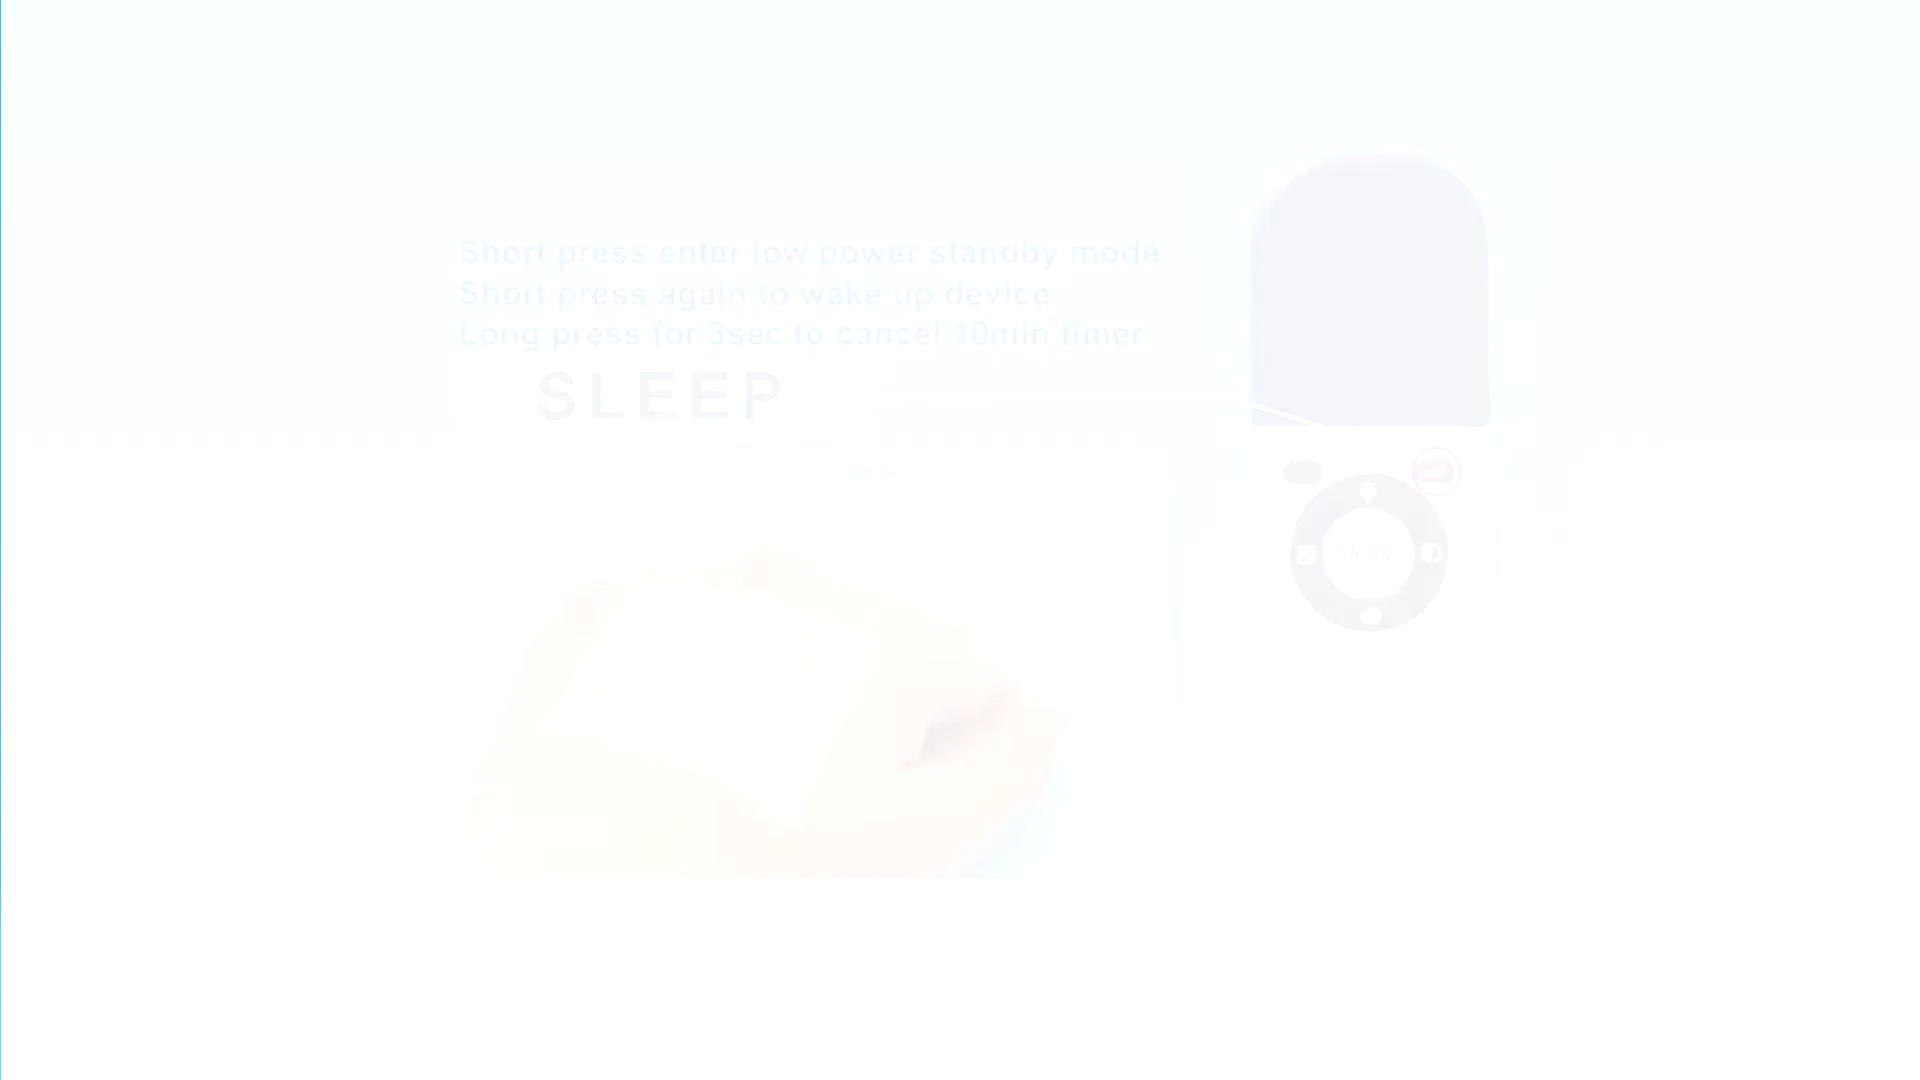 Short press enter low power standby mode
Short press again to wake up device
Long press for 3sec to cancel 10min timer
SLEEP
MODE